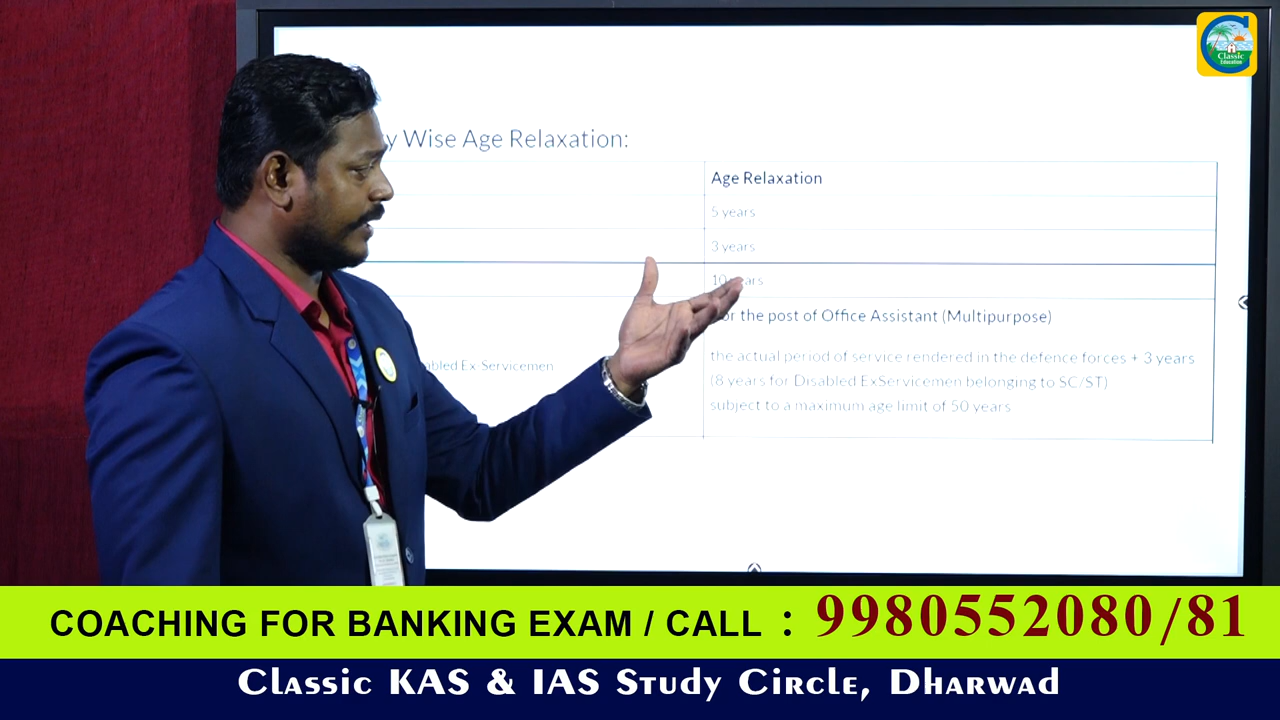 Classic
Education
y Wise Age Relaxation:
Age Relaxation
5 years
3 years
10 years
or the post of Office Assistant (Multipurpose)
the actual period of service rendered in the defence forces + 3 years
abled Ex-Servicemen
(8 years for Disabled ExServicemen belonging to SC/ST)
subject to a maximum age limit of 50 years
COACHING FOR BANKING EXAM / CALL : 9980552080/81
Classic KAS & IAS Study Circle, Dharwad